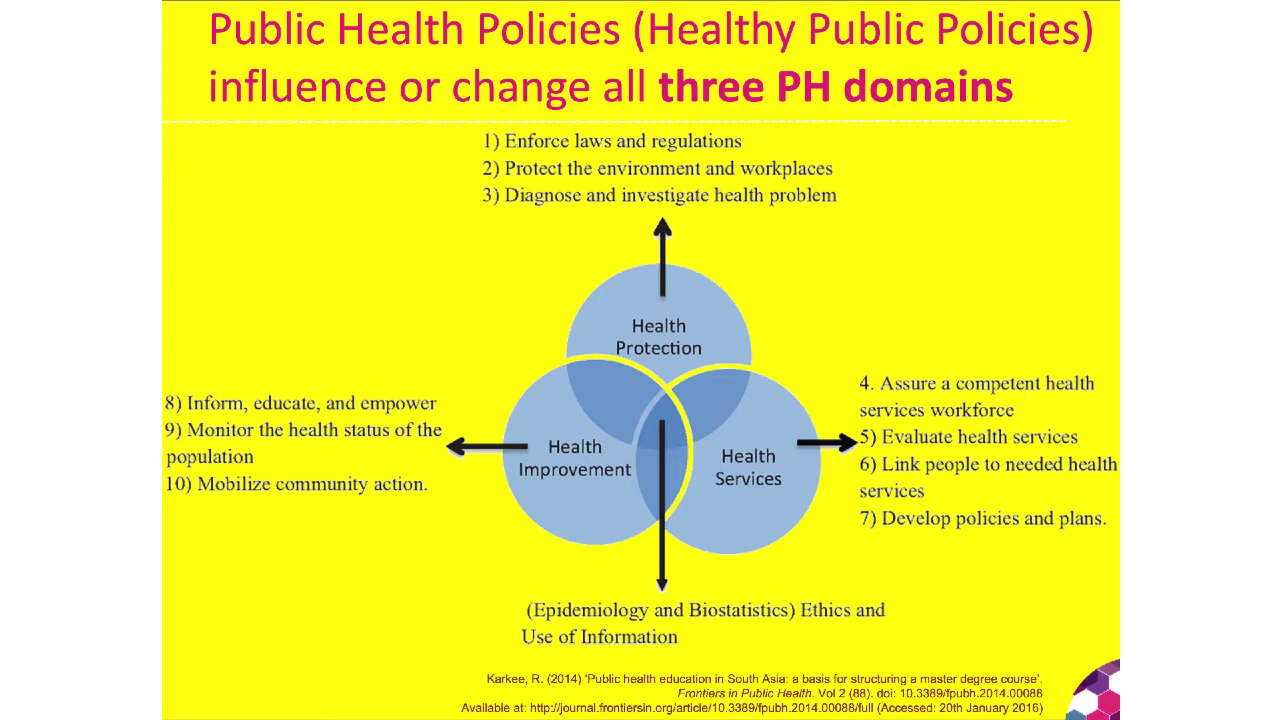 Public Health Policies (Healthy Public Policies)
influence or change all three PH domains
1) Enforce laws and regulations
2) Protect the environment and workplaces
3) Diagnose and investigate health problem
Health
Protection
8) Inform, educate, and empower
9) Monitor the health status of the
population
10) Mobilize community action.
Health
Improvement
Health
Services
4. Assure a competent health
services workforce
5) Evaluate health services
6) Link people to needed health
services
7) Develop policies and plans.
(Epidemiology and Biostatistics) Ethics and
Use of Information
Karkee, R. (2014) ‘Public health education in South Asia: a basis for structuring a master degree course’.
Frontiers in Public Health. Vol 2 (88). doi: 10.3389/fpubh.2014.00088
Available at: http://journal.frontiersin.org/article/10.3389/fpubh.2014.00088/full (Accessed: 20th January 2016)